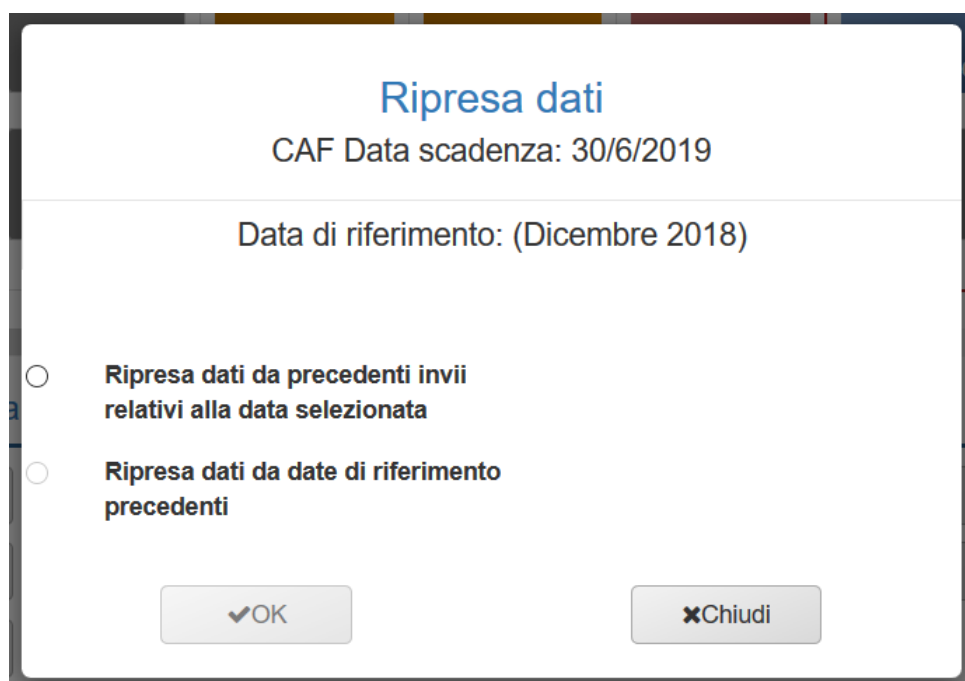 Ripresa dati
CAF Data scadenza: 30/6/2019
Data di riferimento: (Dicembre 2018)
Ripresa dati da precedenti invii
relativi alla data selezionata
a
Ripresa dati da date di riferimento
precedenti
OK
Chiudi